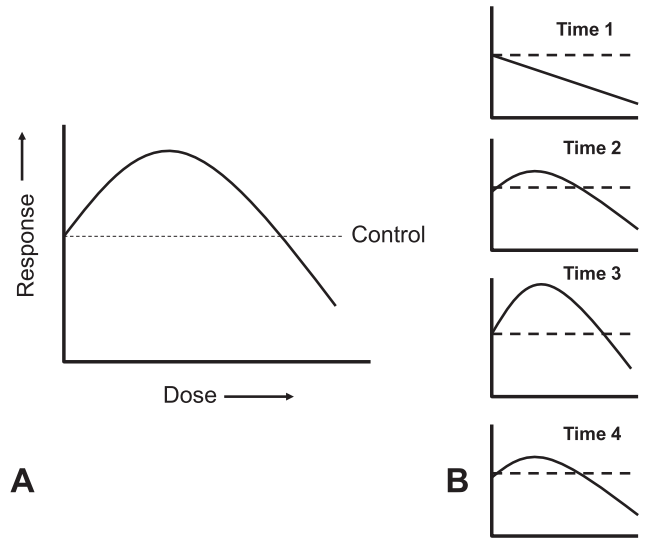 Response
Control
Dose
A
Time 1
Time 2
Time 3
Time 4
B